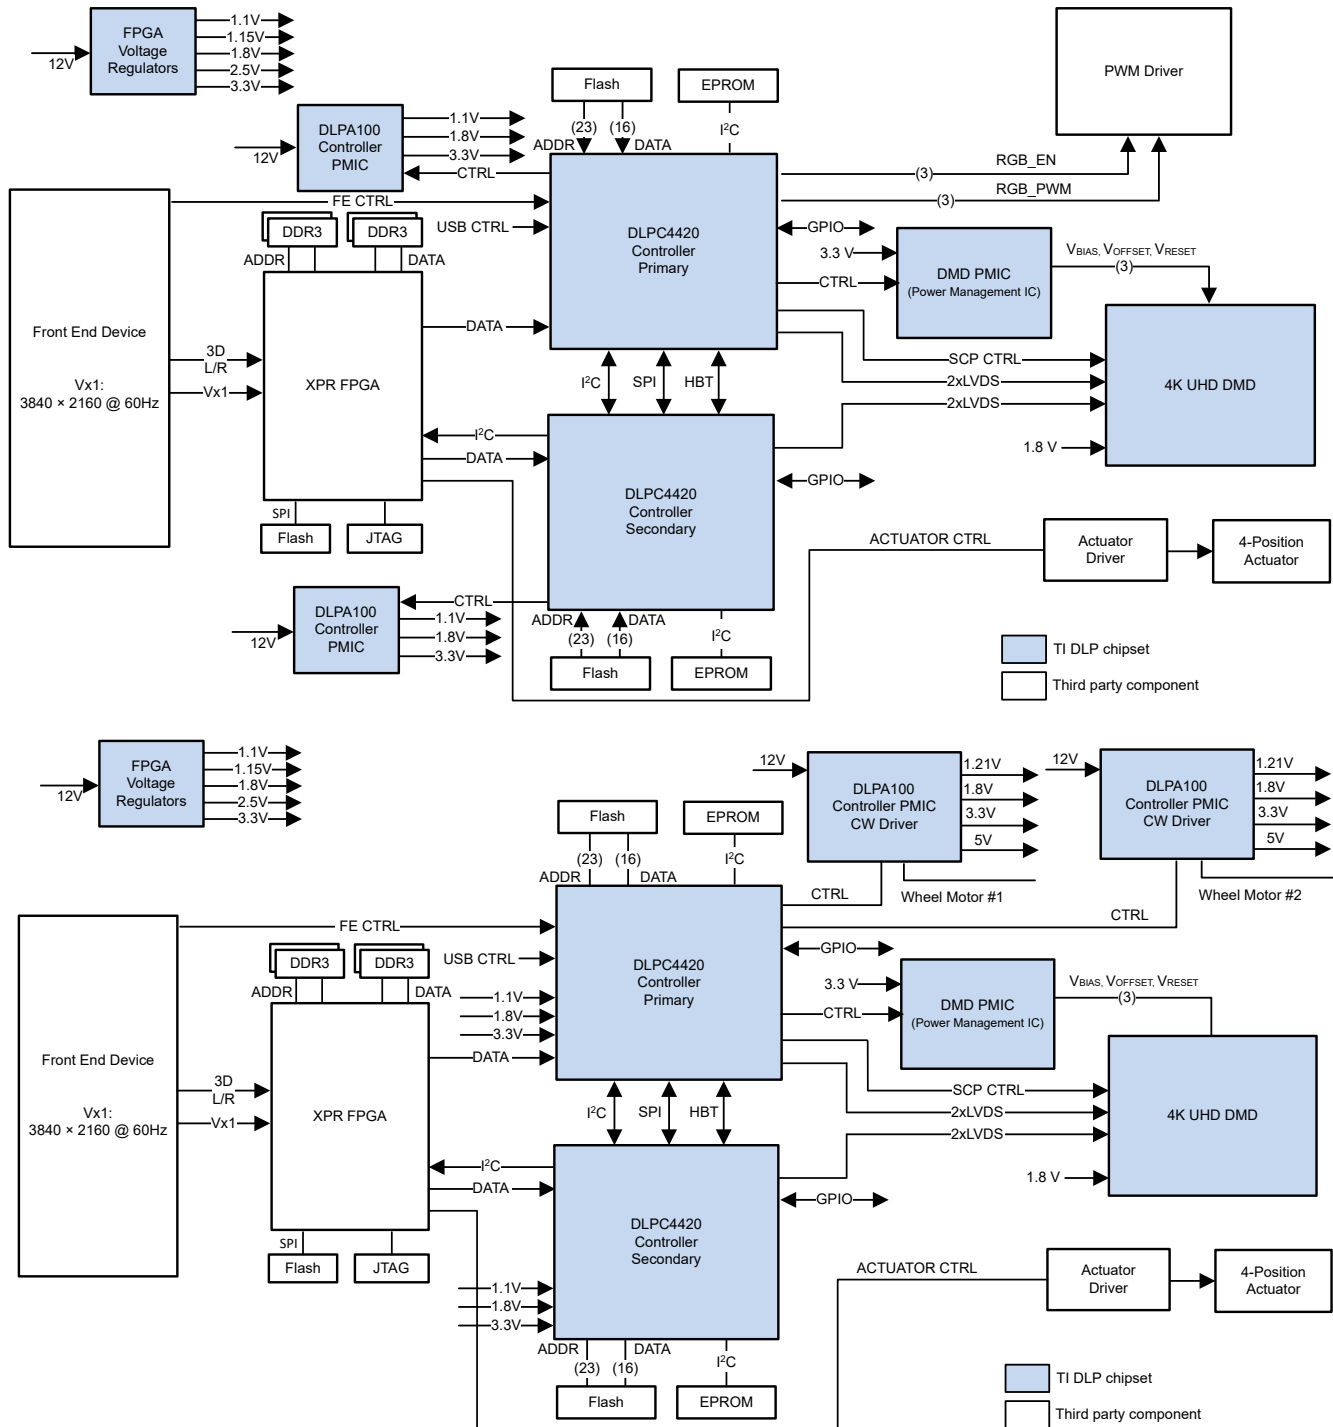 FPGA
Voltage
Regulators
12V
1.1V
1.15V
1.8V
2.5V
3.3V
DLPA100
Controller
PMIC
12V
1.1V
1.8V
3.3V
CTRL
Flash
(23)
(16)
ADDR
DATA
EPROM
I²C
PWM Driver
RGB_EN
(3)
RGB_PWM
(3)
FE CTRL
USB CTRL
DLPC4420
Controller
Primary
GPIO
3.3 V
CTRL
DMD PMIC
(Power Management IC)
VBIAS, VOFFSET, VRESET
(3)
Front End Device
Vx1:
3840 × 2160 @ 60Hz
3D
L/R
Vx1
DDR3
DDR3
ADDR
DATA
XPR FPGA
DATA
SCP CTRL
2xLVDS
2xLVDS
4K UHD DMD
1.8 V
I²C
SPI
HBT
I²C
DATA
DLPC4420
Controller
Secondary
GPIO
SPI
Flash
JTAG
ACTUATOR CTRL
Actuator
Driver
4-Position
Actuator
DLPA100
Controller
PMIC
12V
CTRL
1.1V
1.8V
3.3V
ADDR
DATA
(23)
(16)
Flash
I²C
EPROM
TI DLP chipset
Third party component
FPGA
Voltage
Regulators
12V
1.1V
1.15V
1.8V
2.5V
3.3V
Flash
(23)
(16)
ADDR
DATA
EPROM
I²C
12V
DLPA100
Controller PMIC
CW Driver
1.21V
1.8V
3.3V
5V
CTRL
Wheel Motor #1
12V
DLPA100
Controller PMIC
CW Driver
1.21V
1.8V
3.3V
5V
CTRL
Wheel Motor #2
FE CTRL
USB CTRL
1.1V
1.8V
3.3V
DATA
DLPC4420
Controller
Primary
GPIO
3.3 V
CTRL
DMD PMIC
(Power Management IC)
VBIAS, VOFFSET, VRESET
(3)
Front End Device
Vx1:
3840 × 2160 @ 60Hz
3D
L/R
Vx1
DDR3
DDR3
ADDR
DATA
XPR FPGA
SCP CTRL
2xLVDS
2xLVDS
4K UHD DMD
1.8 V
I²C
SPI
HBT
I²C
DATA
DLPC4420
Controller
Secondary
GPIO
SPI
Flash
JTAG
1.1V
1.8V
3.3V
ACTUATOR CTRL
Actuator
Driver
4-Position
Actuator
ADDR
DATA
(23)
(16)
Flash
I²C
EPROM
TI DLP chipset
Third party component